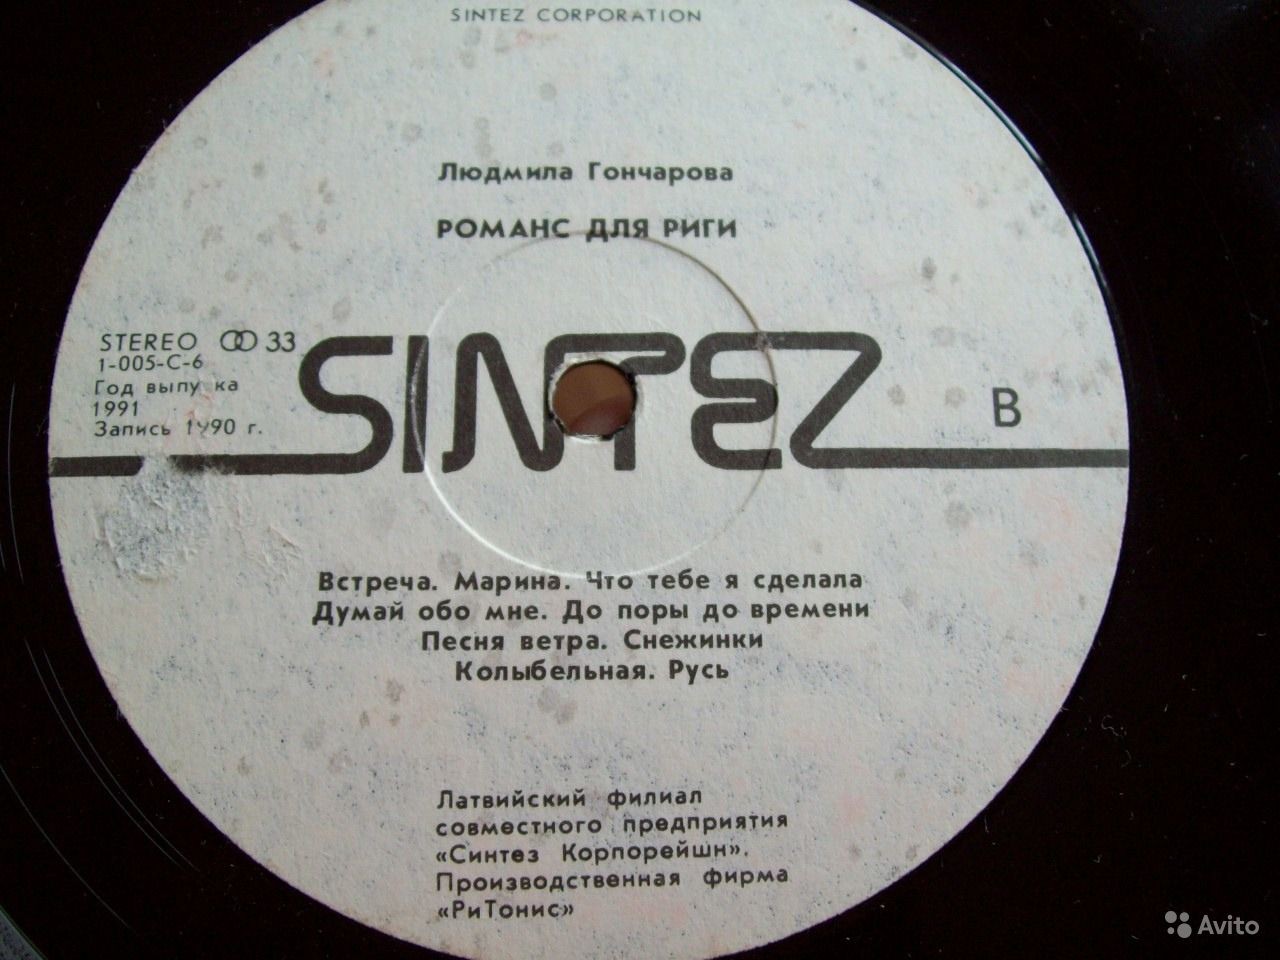 SINTEZ CORPORATION
Людмила Гончарова
РОМАНС ДЛЯ РИГИ
STEREO 33
1-005-С-6
Год выпу ка
1991
Запись 1990 г.
SINTEZ
B
Встреча. Марина. Что тебе я сделала
Думай обо мне. До поры до времени
Песня ветра. Снежинки
Колыбельная. Русь
Латвийский филиал
совместного предприятия
«Синтез Корпорейшн».
Производственная фирма
«РиТонис»
Avito